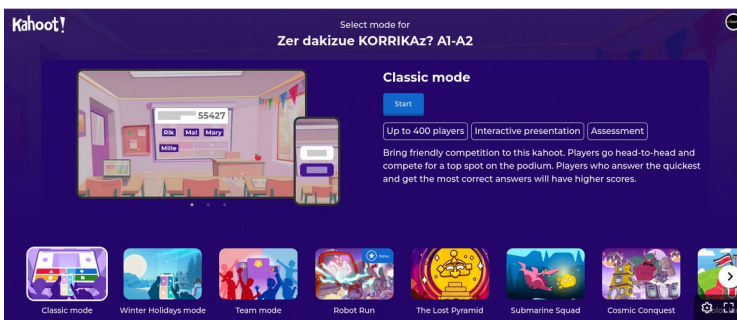 Kahoot!
Select mode for
Zer dakizue KORRIKAz? A1-A2
55427
Rik Mal Mary
Mille
Classic mode
Start
Up to 400 players Interactive presentation Assessment
Bring friendly competition to this kahoot. Players go head-to-head and
compete for a top spot on the podium. Players who answer the quickest
and get the most correct answers will have higher scores.
New
Classic mode Winter Holidays mode Team mode Robot Run The Lost Pyramid Submarine Squad Cosmic Conquest